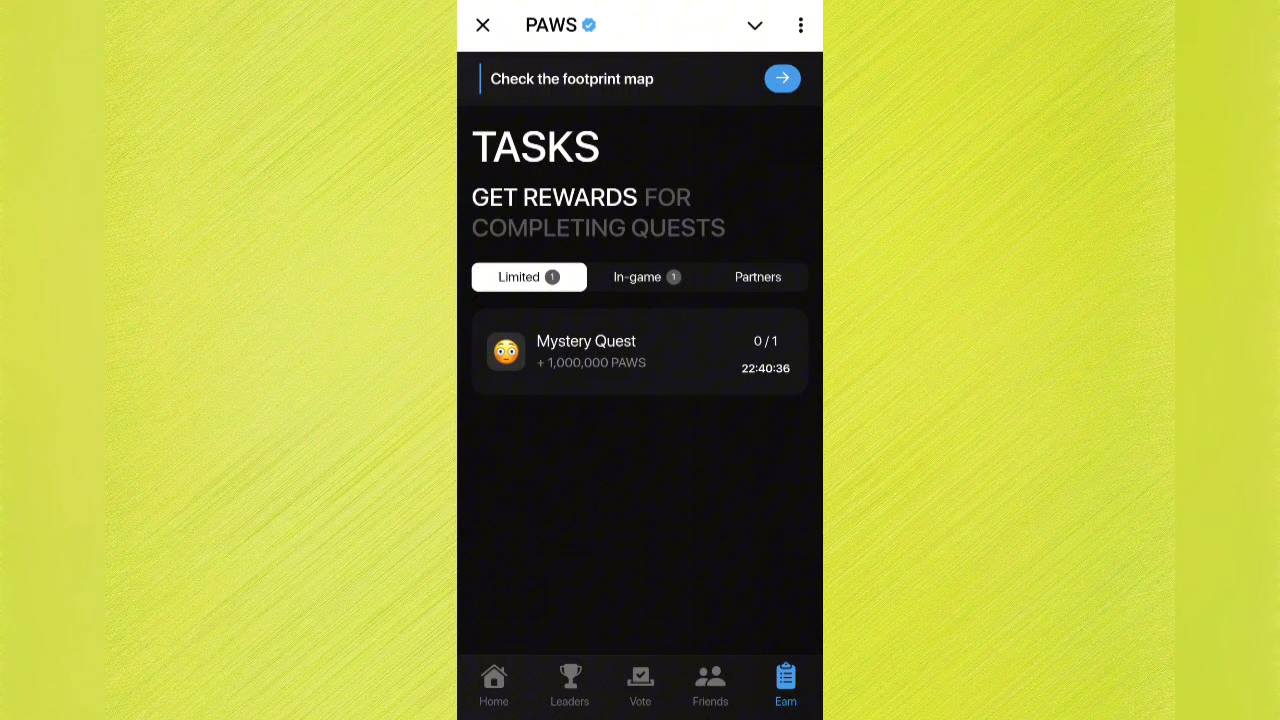 PAWS
Check the footprint map
TASKS
GET REWARDS FOR
COMPLETING QUESTS
Limited 1
In-game 1
Partners
Mystery Quest
0 / 1
+ 1,000,000 PAWS
22:40:36
Home
Leaders
Vote
Friends
Earn